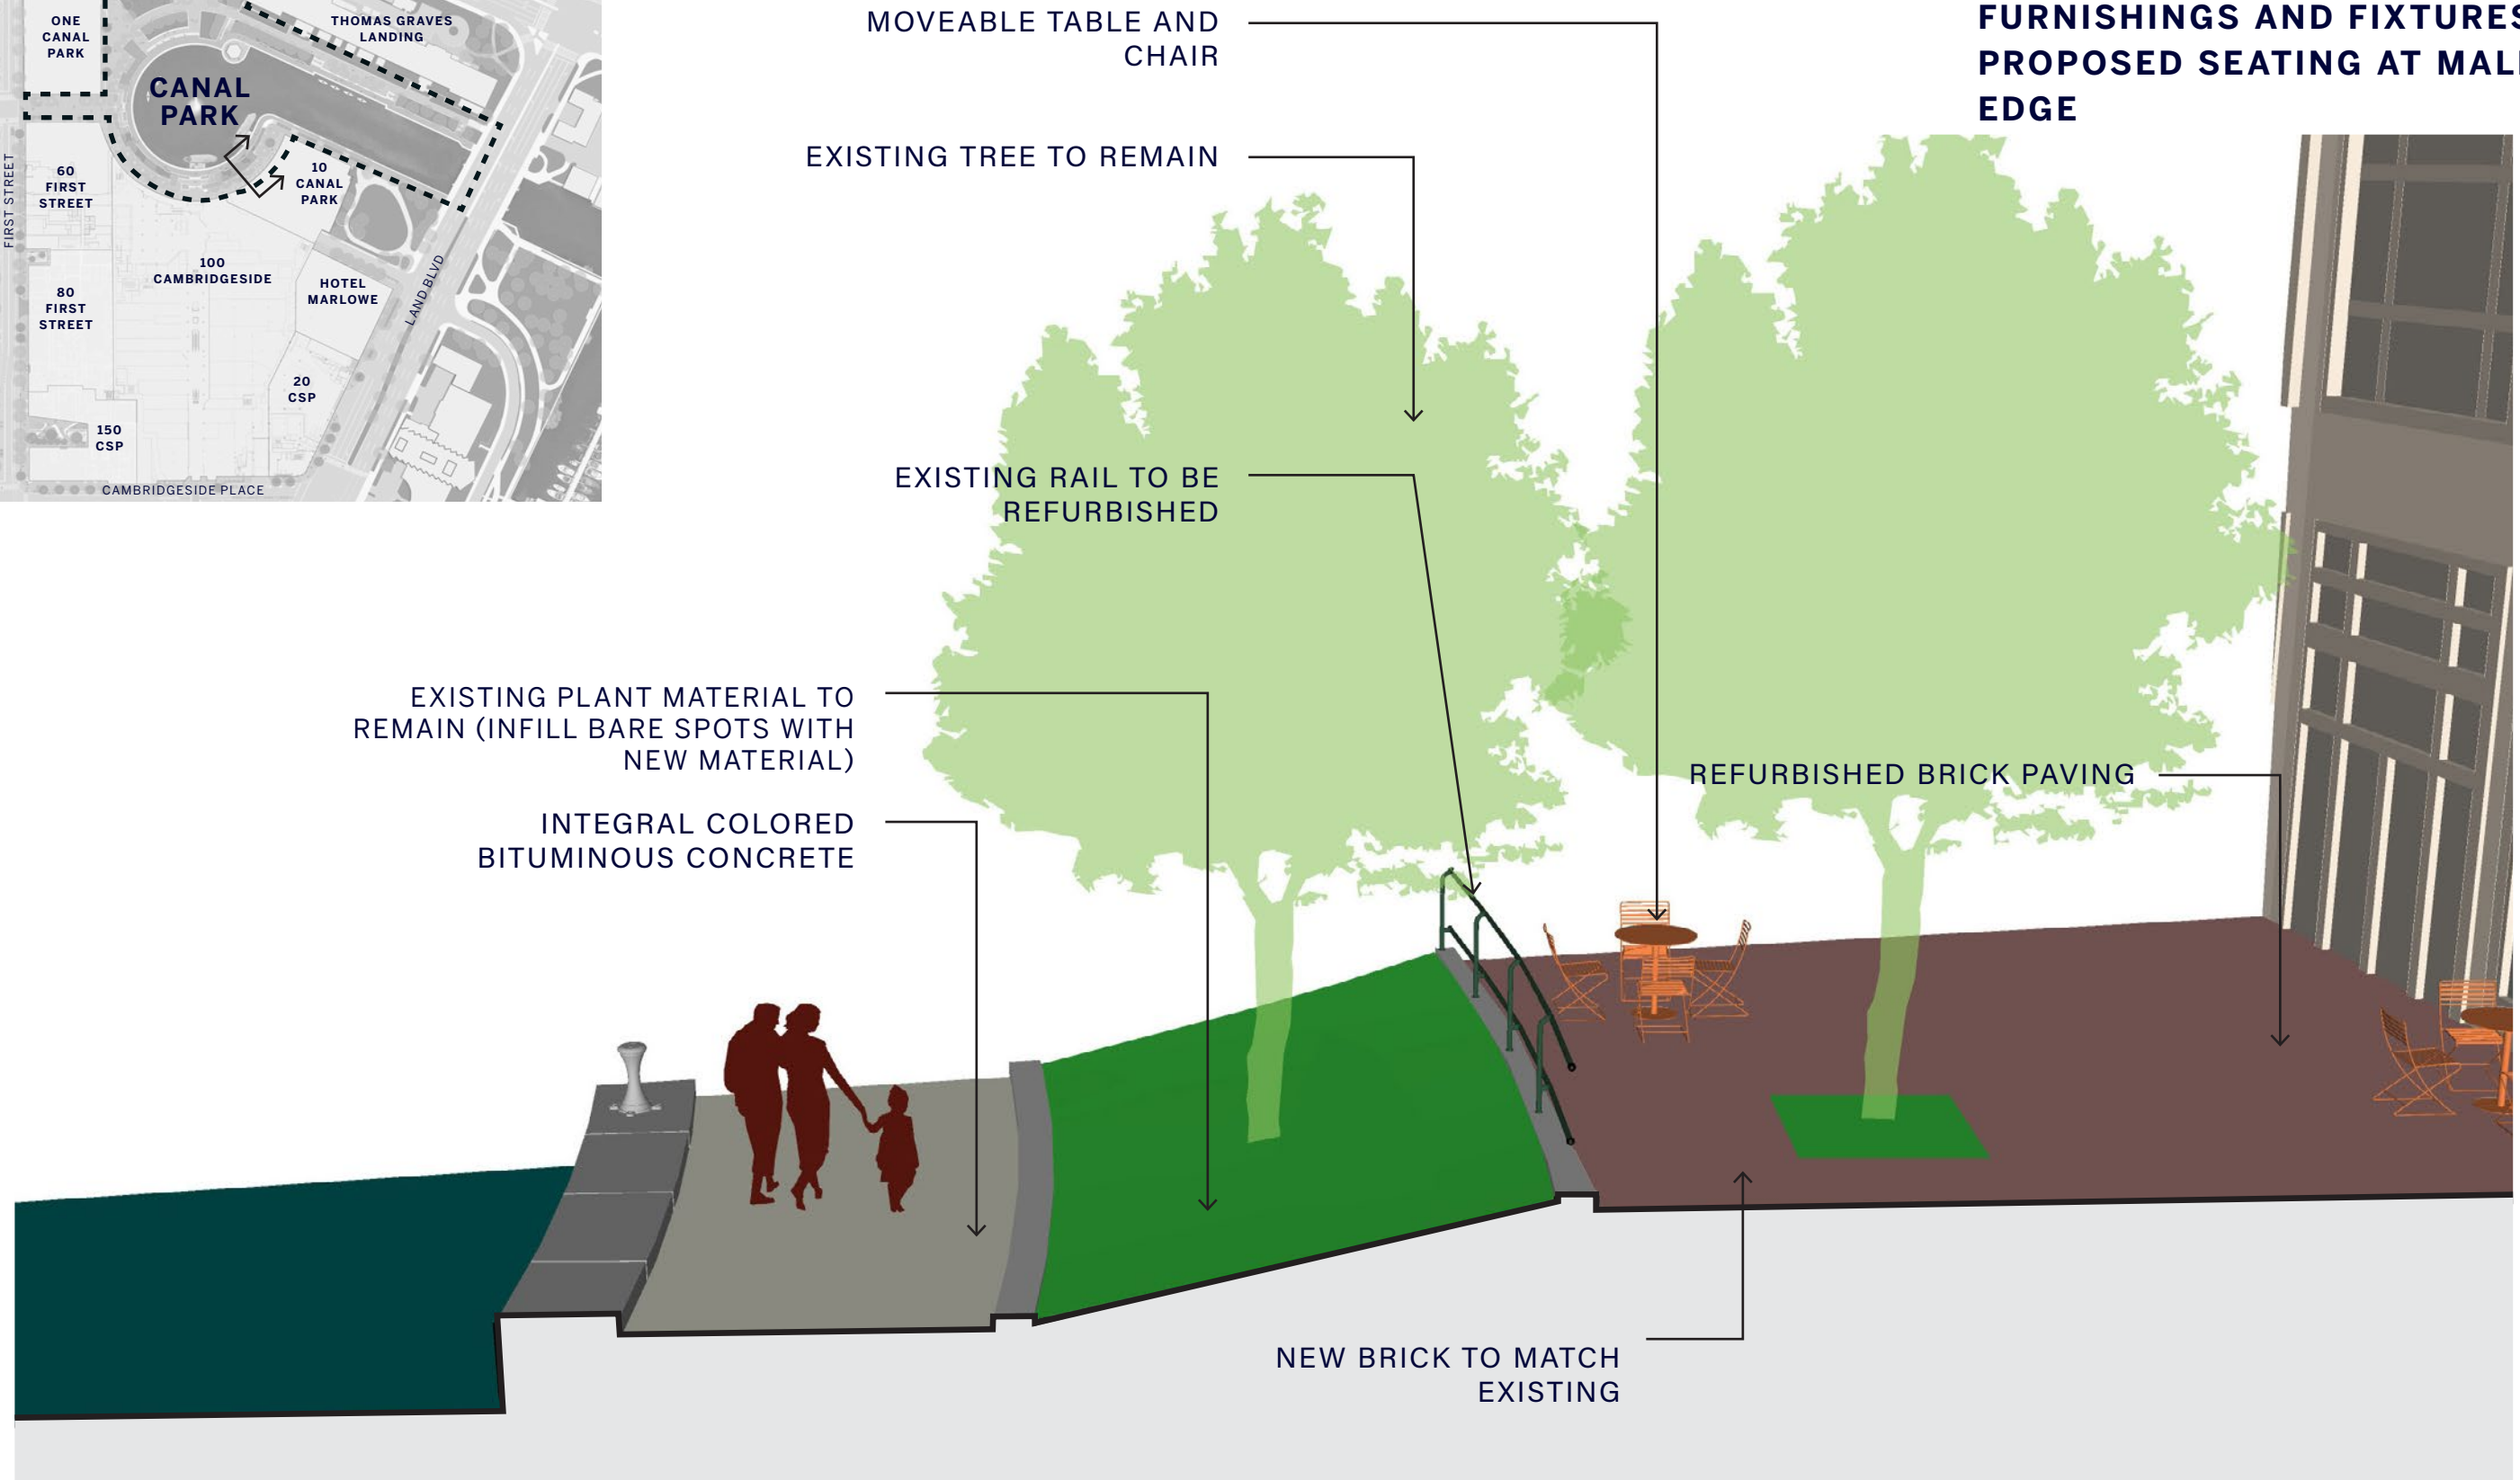 FURNISHINGS AND FIXTURES
PROPOSED SEATING AT MALL
EDGE
ONE
CANAL
PARK
THOMAS GRAVES
LANDING
CANAL
PARK
10
CANAL
PARK
60
FIRST
STREET
FIRST STREET
100
CAMBRIDGESIDE
HOTEL
MARLOWE
LAND BLVD
80
FIRST
STREET
20
CSP
150
CSP
CAMBRIDGESIDE PLACE
MOVEABLE TABLE AND
CHAIR
EXISTING TREE TO REMAIN
EXISTING RAIL TO BE
REFURBISHED
EXISTING PLANT MATERIAL TO
REMAIN (INFILL BARE SPOTS WITH
NEW MATERIAL)
REFURBISHED BRICK PAVING
INTEGRAL COLORED
BITUMINOUS CONCRETE
NEW BRICK TO MATCH
EXISTING